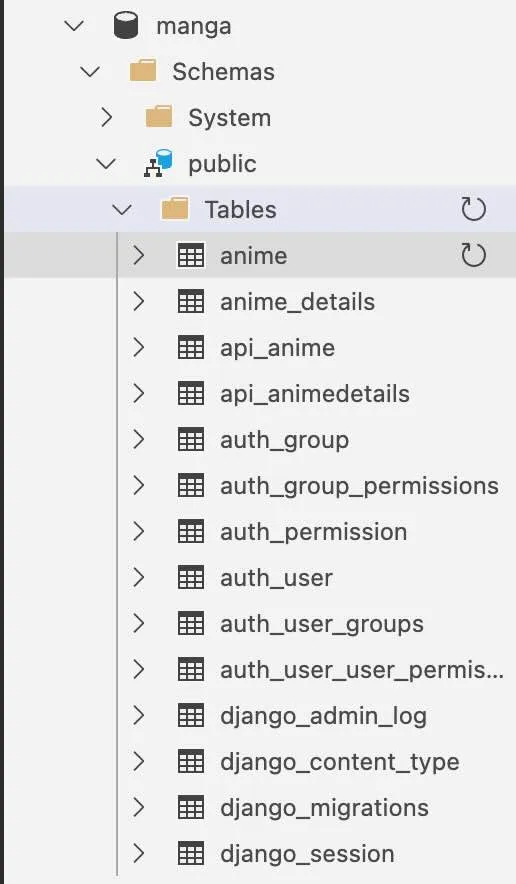 manga
Schemas
System
public
Tables
anime
anime_details
api_anime
api_animedetails
auth_group
auth_group_permissions
auth_permission
auth_user
auth_user_groups
auth_user_user_permis...
django_admin_log
django_content_type
django_migrations
django_session